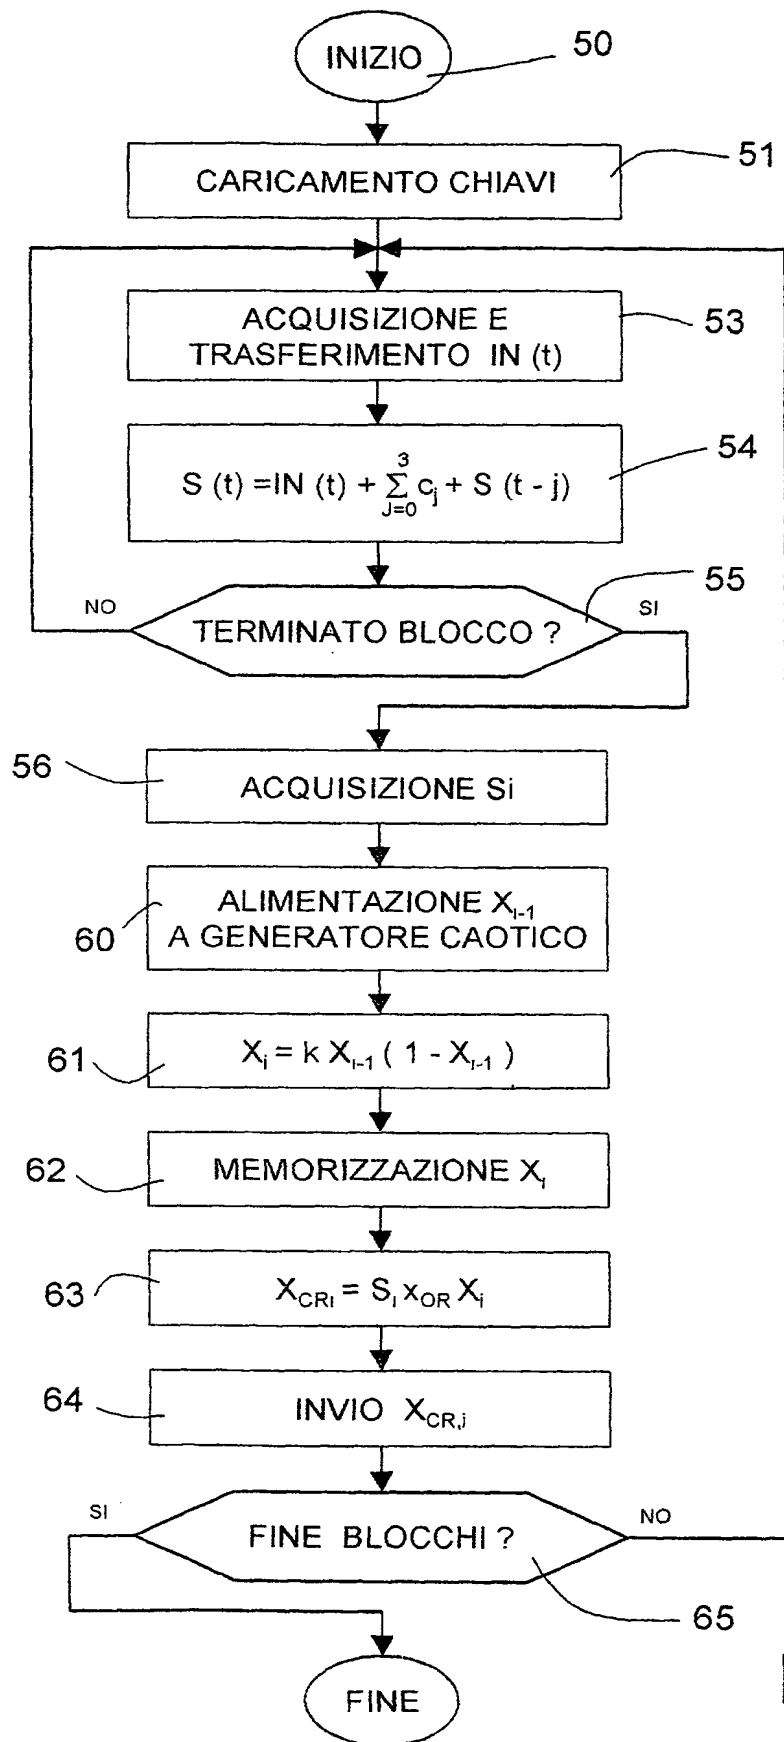 INIZIO
50
CARICAMENTO CHIAVI
51
ACQUISIZIONE E
TRASFERIMENTO IN (t)
53
S (t) =IN (t) + ∑³_{J=0} c_j + S (t - j)
54
55
NO
TERMINATO BLOCCO ?
SI
56
ACQUISIZIONE Si
ALIMENTAZIONE X_{I-1}
A GENERATORE CAOTICO
60
X_i = k X_{I-1} ( 1 - X_{I-1} )
61
MEMORIZZAZIONE X_I
62
X_{CRI} = S_I x_{OR} X_i
63
INVIO X_{CR,j}
64
SI
FINE BLOCCHI ?
NO
65
FINE